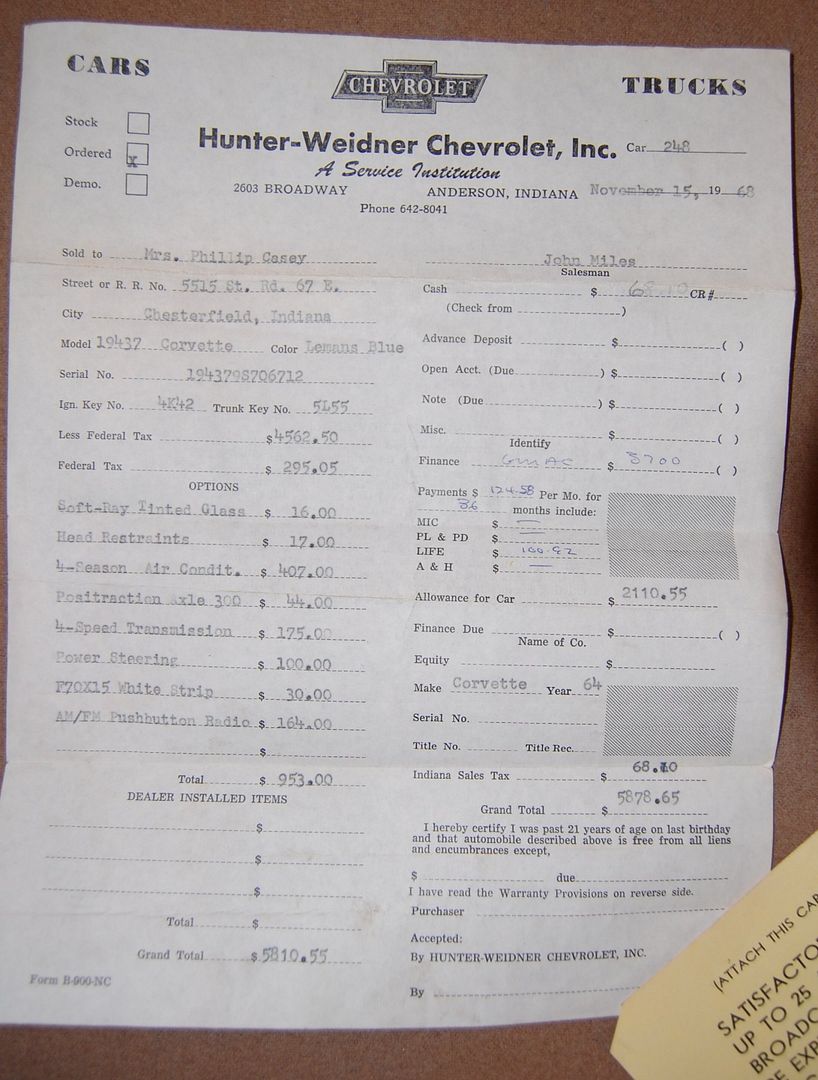 CARS
CHEVROLET
TRUCKS
Stock
Ordered x
Demo.
Hunter-Weidner Chevrolet, Inc.
Car 248
A Service Institution
2603 BROADWAY ANDERSON, INDIANA November 15, 19 68
Phone 642-8041
Sold to Mrs. Phillip Casey
Street or R. R. No. 5515 St. Rd. 67 E.
City Chesterfield, Indiana
Model 19437 Corvette Color Lemans Blue
Serial No. 194379S706712
Ign. Key No. 4K42 Trunk Key No. 5L55
Less Federal Tax $4562.50
Federal Tax $ 295.05
OPTIONS
Soft-Ray Tinted Glass $ 16.00
Head Restraints $ 17.00
4-Season Air Condit. $ 407.00
Positraction Axle 300 $ 44.00
4-Speed Transmission $ 175.00
Power Steering $ 100.00
F70X15 White Strip $ 30.00
AM/FM Pushbutton Radio $ 164.00
$
Total $ 953.00
DEALER INSTALLED ITEMS
$
$
$
Total $
Grand Total $5810.55
Form B-900-NC
John Miles
Salesman
Cash $ 68.10 CR#
(Check from )
Advance Deposit $ ( )
Open Acct. (Due ) $ ( )
Note (Due ) $ ( )
Misc. $ ( )
Identify
Finance GMAC $ 3700 ( )
Payments $ 124.58 Per Mo. for
36 months include:
MIC $ —
PL & PD $ —
LIFE $ 100.92
A & H $ —
Allowance for Car $ 2110.55
Finance Due $ ( )
Name of Co.
Equity $
Make Corvette Year 64
Serial No.
Title No. Title Rec.
Indiana Sales Tax $ 68.10
Grand Total $ 5878.65
I hereby certify I was past 21 years of age on last birthday
and that automobile described above is free from all liens
and encumbrances except,
$ due
I have read the Warranty Provisions on reverse side.
Purchaser
Accepted:
By HUNTER-WEIDNER CHEVROLET, INC.
By
(ATTACH THIS
UP TO 25